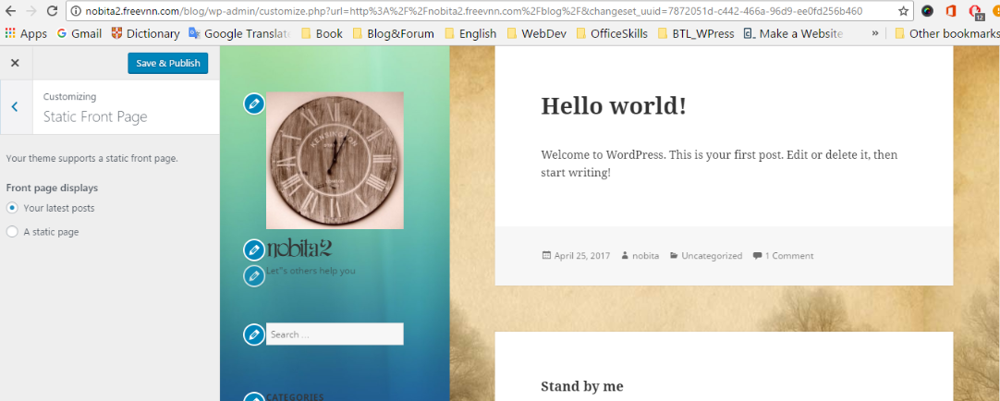 nobita2.freevnn.com/blog/wp-admin/customize.php?url=http%3A%2F%2Fnobita2.freevnn.com%2Fblog%2F&changeset_uuid=7872051d-c442-466a-96d9-ee0fd256b460
12
Apps Gmail Dictionary Google Translat Book Blog&Forum English WebDev OfficeSkills BTL_WPress Make a Website » Other bookmarks
Save & Publish
Customizing
Static Front Page
Your theme supports a static front page.
Front page displays
Your latest posts
A static page
KENSINGTON
nobita2
Let"s others help you
Search ...
CATEGORIES
Hello world!
Welcome to WordPress. This is your first post. Edit or delete it, then
start writing!
April 25, 2017 nobita Uncategorized 1 Comment
Stand by me